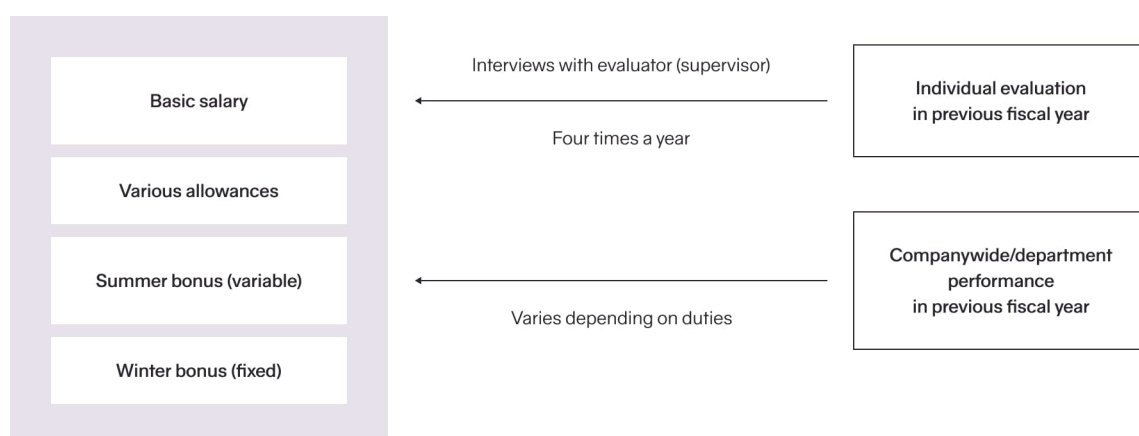 Basic salary
Various allowances
Summer bonus (variable)
Winter bonus (fixed)
Interviews with evaluator (supervisor)
Four times a year
Varies depending on duties
Individual evaluation
in previous fiscal year
Companywide/department
performance
in previous fiscal year